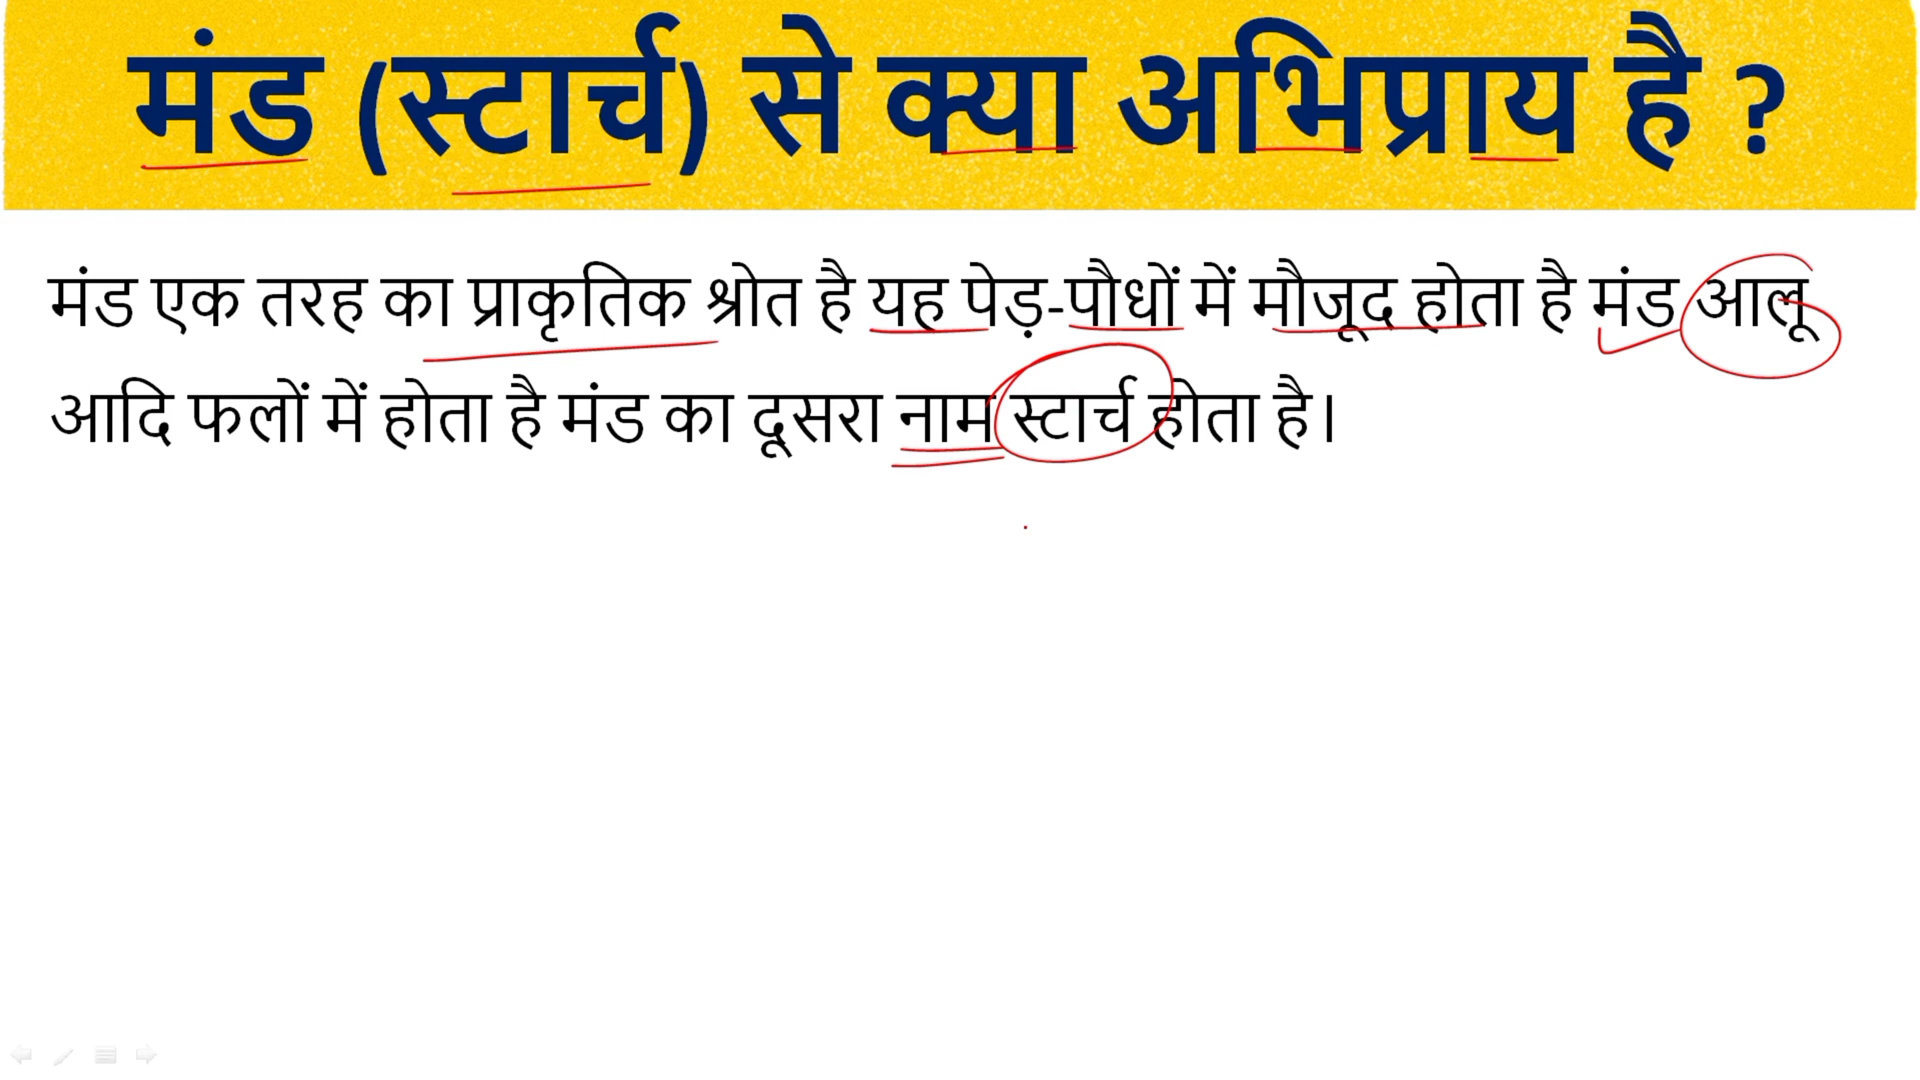 मंड (स्टार्च) से क्या अभिप्राय है ?
मंड एक तरह का प्राकृतिक श्रोत है यह पेड़-पौधों में मौजूद होता है मंड आलू
आदि फलों में होता है मंड का दूसरा नाम स्टार्च होता है।